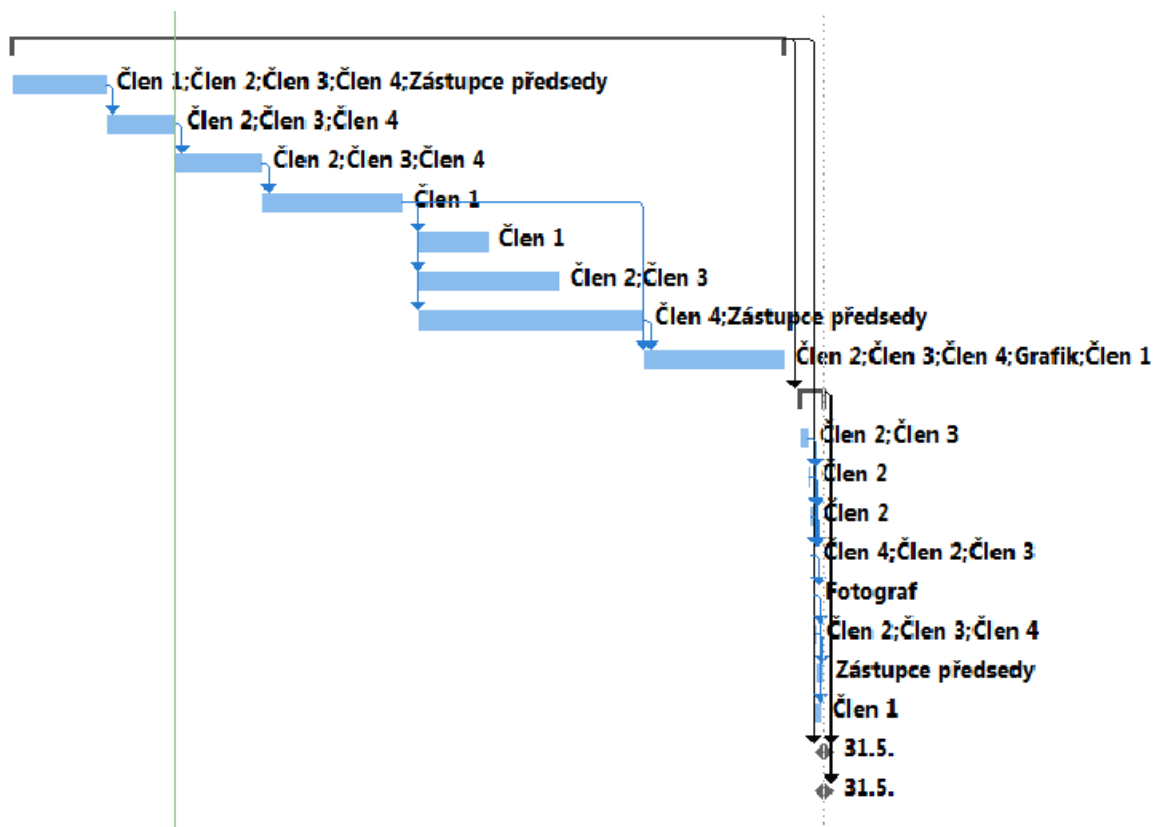 Člen 1;Člen 2;Člen 3;Člen 4;Zástupce předsedy
Člen 2;Člen 3;Člen 4
Člen 2;Člen 3;Člen 4
Člen 1
Člen 1
Člen 2;Člen 3
Člen 4;Zástupce předsedy
Člen 2;Člen 3;Člen 4;Grafik;Člen 1
Člen 2;Člen 3
Člen 2
Člen 2
Člen 4;Člen 2;Člen 3
Fotograf
Člen 2;Člen 3;Člen 4
Zástupce předsedy
Člen 1
31.5.
31.5.